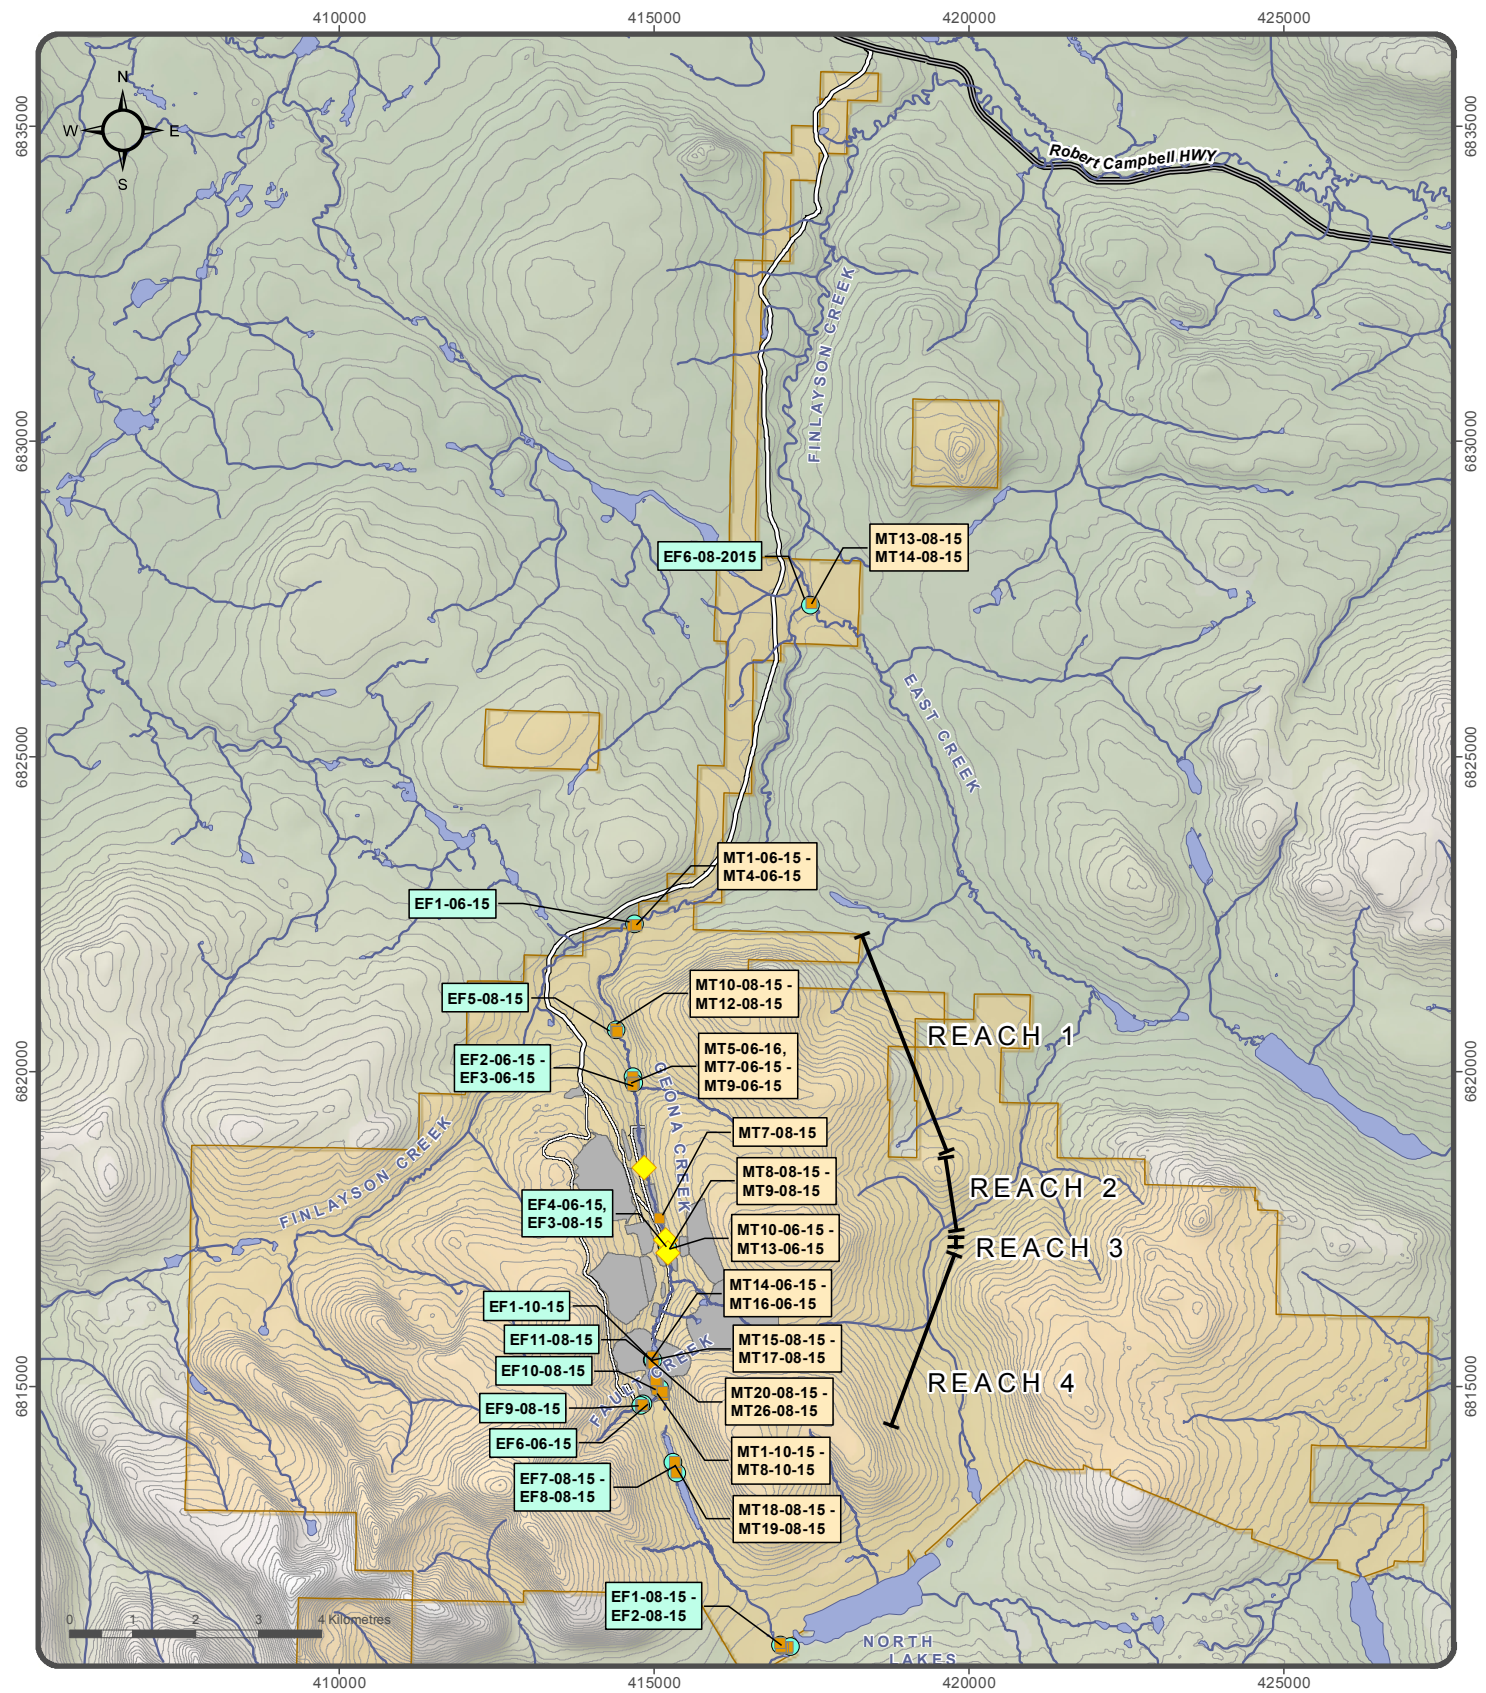 410000
415000
420000
425000
6835000
6835000
N
W
E
S
Robert Campbell HWY
FINLAYSON CREEK
6830000
6830000
MT13-08-15
MT14-08-15
EF6-08-2015
EAST CREEK
6825000
6825000
MT1-06-15 -
MT4-06-15
EF1-06-15
EF5-08-15
MT10-08-15 -
MT12-08-15
REACH 1
EF2-06-15 -
EF3-06-15
MT5-06-16,
MT7-06-15 -
MT9-06-15
6820000
6820000
GEONA CREEK
FINLAYSON CREEK
MT7-08-15
MT8-08-15 -
MT9-08-15
REACH 2
EF4-06-15,
EF3-08-15
MT10-06-15 -
MT13-06-15
REACH 3
MT14-06-15 -
MT16-06-15
EF1-10-15
EF11-08-15
MT15-08-15 -
MT17-08-15
EF10-08-15
FAULT CREEK
REACH 4
6815000
6815000
MT20-08-15 -
MT26-08-15
EF9-08-15
EF6-06-15
MT1-10-15 -
MT8-10-15
EF7-08-15 -
EF8-08-15
MT18-08-15 -
MT19-08-15
EF1-08-15 -
EF2-08-15
0
1
2
3
4 Kilometres
NORTH
LAKES
410000
415000
420000
425000